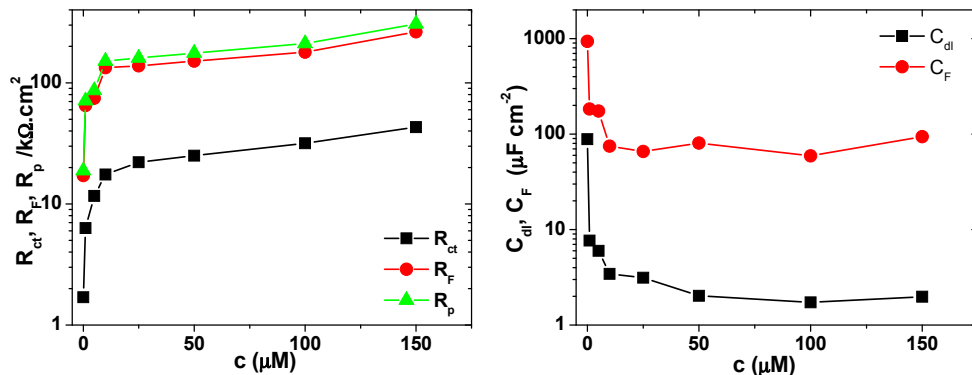 R_ct, R_F, R_p /kΩ.cm²
100
10
1
0
50
100
150
c (μM)
R_ct
R_F
R_p
C_dl, C_F (μF cm⁻²)
1000
100
10
1
0
50
100
150
c (μM)
C_dl
C_F